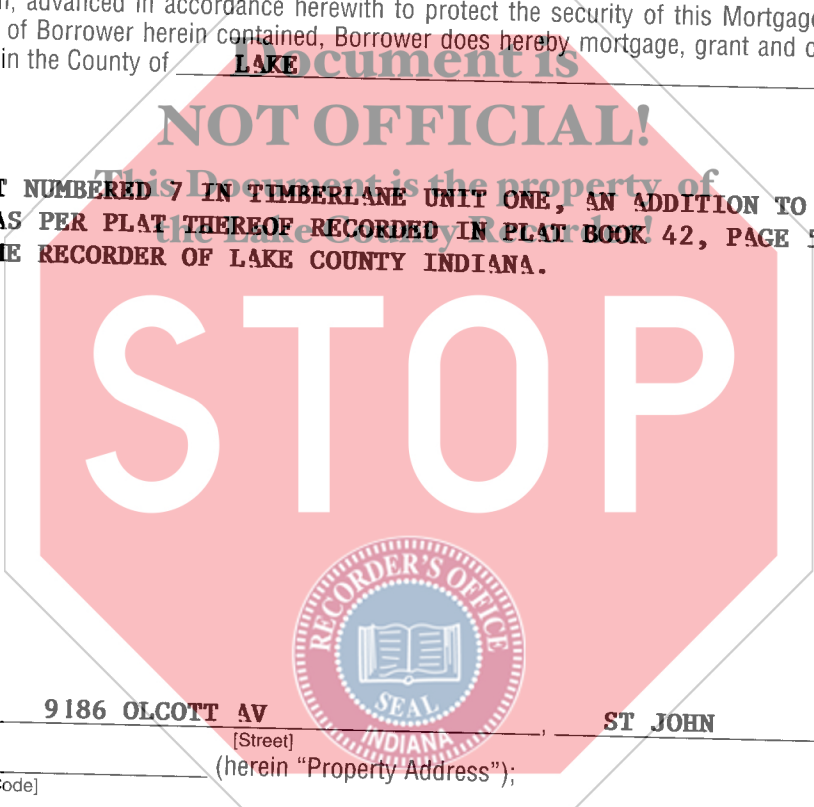 advanced in accordance herewith to protect the security of this Mortgage
of Borrower herein contained, Borrower does hereby mortgage, grant and
in the County of LAKE
Document is
NOT OFFICIAL!
This Document is the property of
the Lake County Recorder!
NUMBERED 7 IN TIMBERLANE UNIT ONE, AN ADDITION TO
AS PER PLAT THEREOF RECORDED IN PLAT BOOK 42, PAGE
RECORDER OF LAKE COUNTY INDIANA.
STOP
RECORDER'S OFFICE
SEAL
INDIANA
9186 OLCOTT AV , ST JOHN
[Street]
(herein "Property Address");